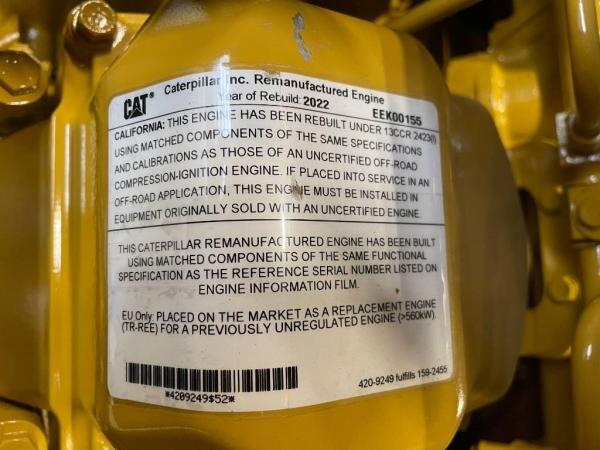 CAT® Caterpillar Inc. Remanufactured Engine
Year of Rebuild: 2022 EEK00155
CALIFORNIA: THIS ENGINE HAS BEEN REBUILT UNDER 13CCR 2423(l)
USING MATCHED COMPONENTS OF THE SAME SPECIFICATIONS
AND CALIBRATIONS AS THOSE OF AN UNCERTIFIED OFF-ROAD
COMPRESSION-IGNITION ENGINE. IF PLACED INTO SERVICE IN AN
OFF-ROAD APPLICATION, THIS ENGINE MUST BE INSTALLED IN
EQUIPMENT ORIGINALLY SOLD WITH AN UNCERTIFIED ENGINE.
THIS CATERPILLAR REMANUFACTURED ENGINE HAS BEEN BUILT
USING MATCHED COMPONENTS OF THE SAME FUNCTIONAL
SPECIFICATION AS THE REFERENCE SERIAL NUMBER LISTED ON
ENGINE INFORMATION FILM.
EU Only: PLACED ON THE MARKET AS A REPLACEMENT ENGINE
(TR-REE) FOR A PREVIOUSLY UNREGULATED ENGINE (>560kW).
*4209249$52*
420-9249 fulfills 159-2455